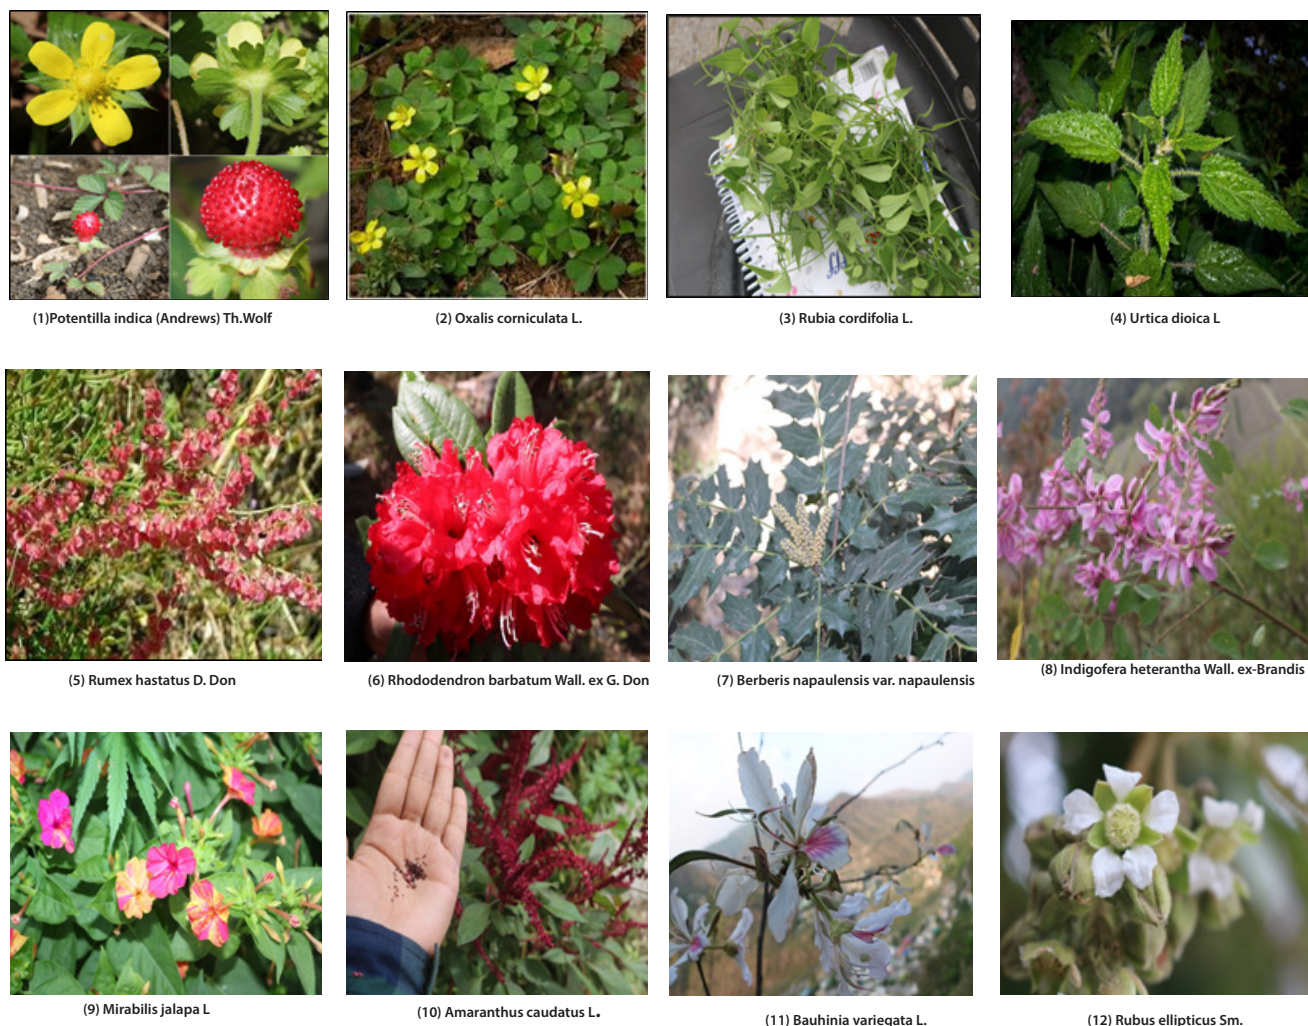 (1)Potentilla indica (Andrews) Th.Wolf
(2) Oxalis corniculata L.
(3) Rubia cordifolia L.
(4) Urtica dioica L
(5) Rumex hastatus D. Don
(6) Rhododendron barbatum Wall. ex G. Don
(7) Berberis napaulensis var. napaulensis
(8) Indigofera heterantha Wall. ex-Brandis
(9) Mirabilis jalapa L
(10) Amaranthus caudatus L.
(11) Bauhinia variegata L.
(12) Rubus ellipticus Sm.